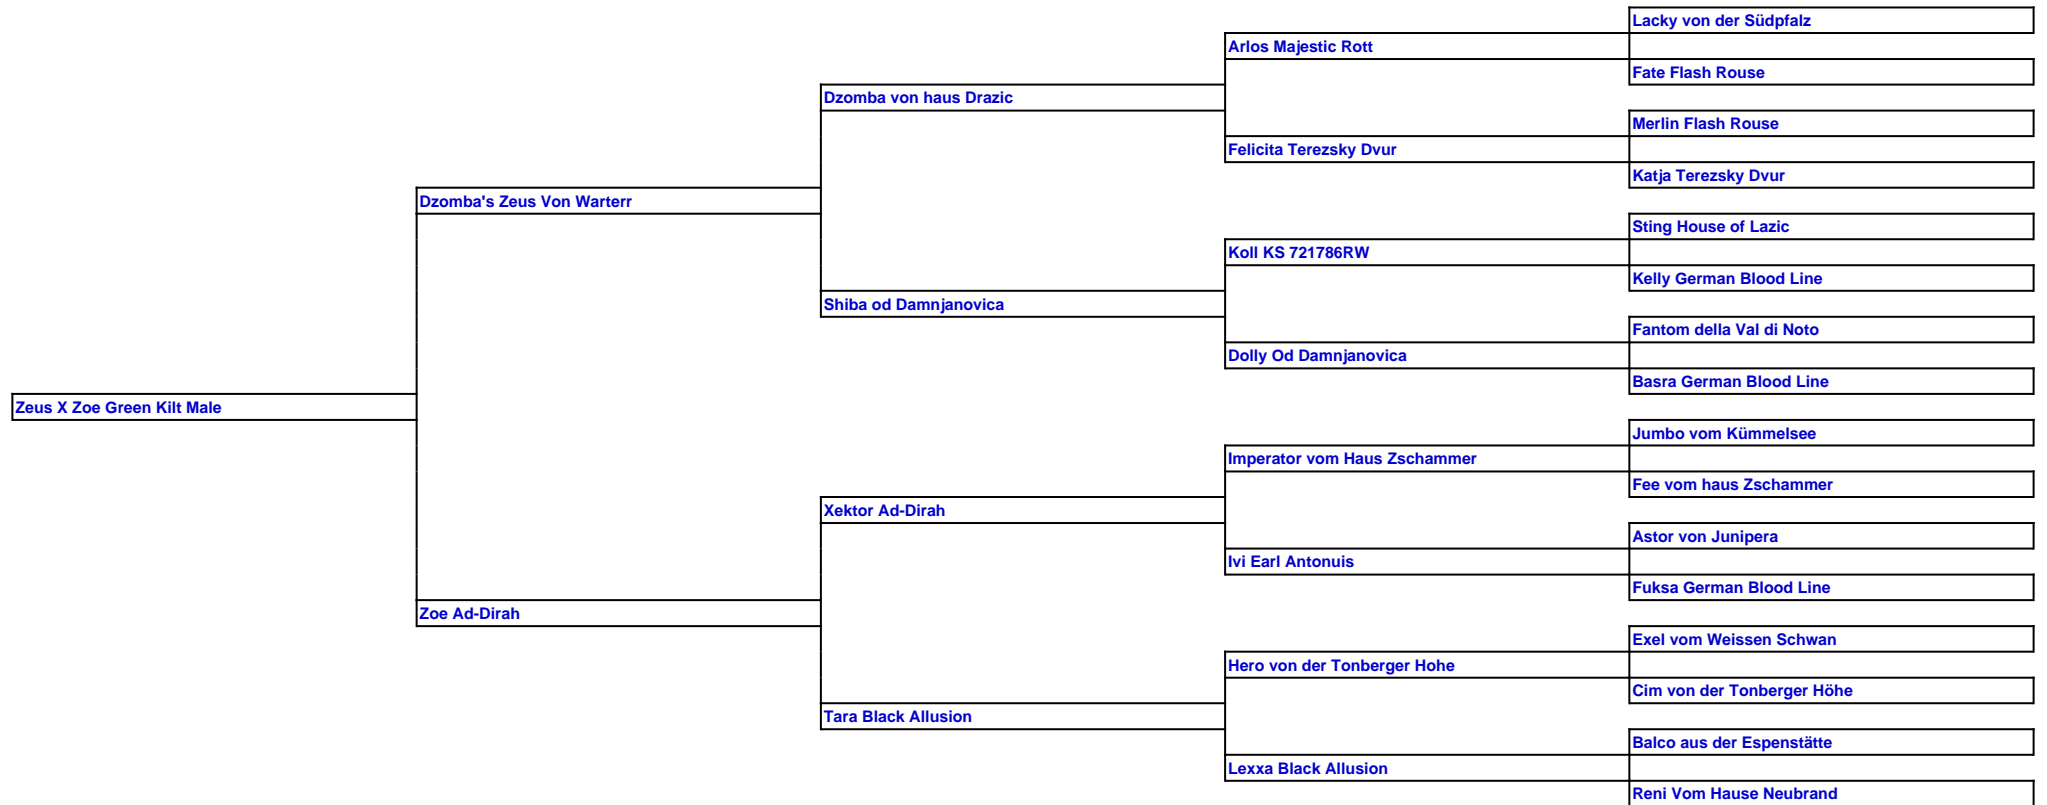 Lacky von der Südpfalz
Arlos Majestic Rott
Fate Flash Rouse
Dzomba von haus Drazic
Merlin Flash Rouse
Felicita Terezsky Dvur
Katja Terezsky Dvur
Dzomba's Zeus Von Warterr
Sting House of Lazic
Koll KS 721786RW
Kelly German Blood Line
Shiba od Damnjanovica
Fantom della Val di Noto
Dolly Od Damnjanovica
Basra German Blood Line
Zeus X Zoe Green Kilt Male
Jumbo vom Kümmelsee
Imperator vom Haus Zschammer
Fee vom haus Zschammer
Xektor Ad-Dirah
Astor von Junipera
Ivi Earl Antonuis
Fuksa German Blood Line
Zoe Ad-Dirah
Exel vom Weissen Schwan
Hero von der Tonberger Hohe
Cim von der Tonberger Höhe
Tara Black Allusion
Balco aus der Espenstätte
Lexxa Black Allusion
Reni Vom Hause Neubrand